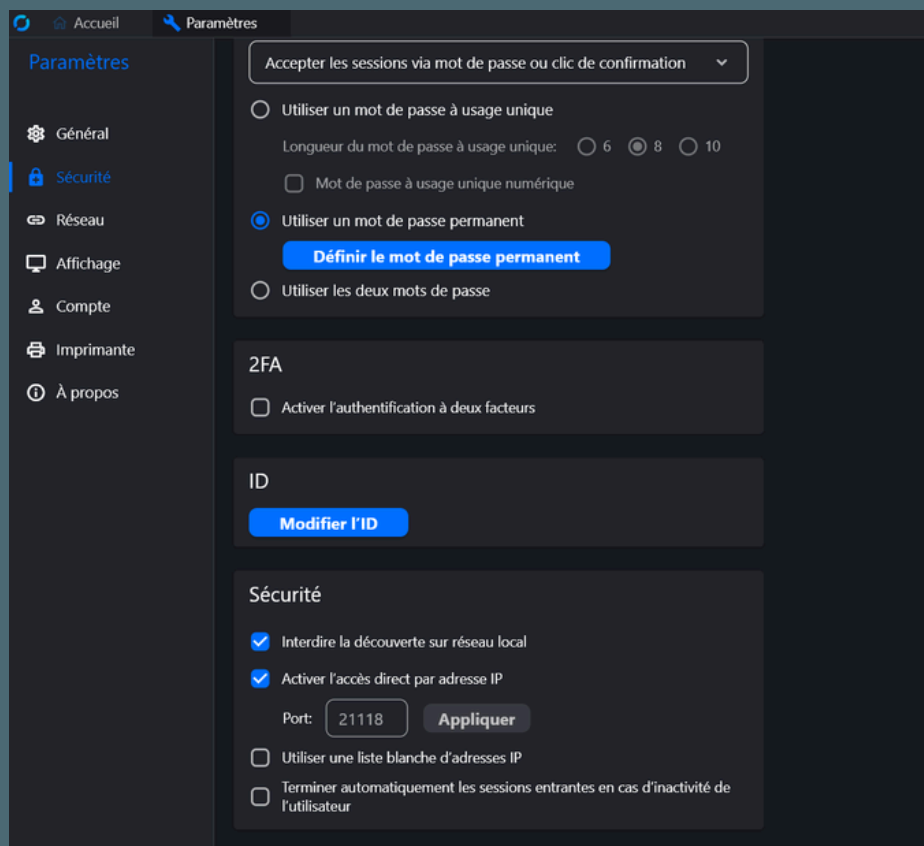 Accueil
Paramètres
Paramètres
Général
Sécurité
Réseau
Affichage
Compte
Imprimante
À propos
Accepter les sessions via mot de passe ou clic de confirmation
Utiliser un mot de passe à usage unique
Longueur du mot de passe à usage unique: 6 8 10
Mot de passe à usage unique numérique
Utiliser un mot de passe permanent
Définir le mot de passe permanent
Utiliser les deux mots de passe
2FA
Activer l'authentification à deux facteurs
ID
Modifier l'ID
Sécurité
Interdire la découverte sur réseau local
Activer l'accès direct par adresse IP
Port: 21118 Appliquer
Utiliser une liste blanche d'adresses IP
Terminer automatiquement les sessions entrantes en cas d'inactivité de
l'utilisateur